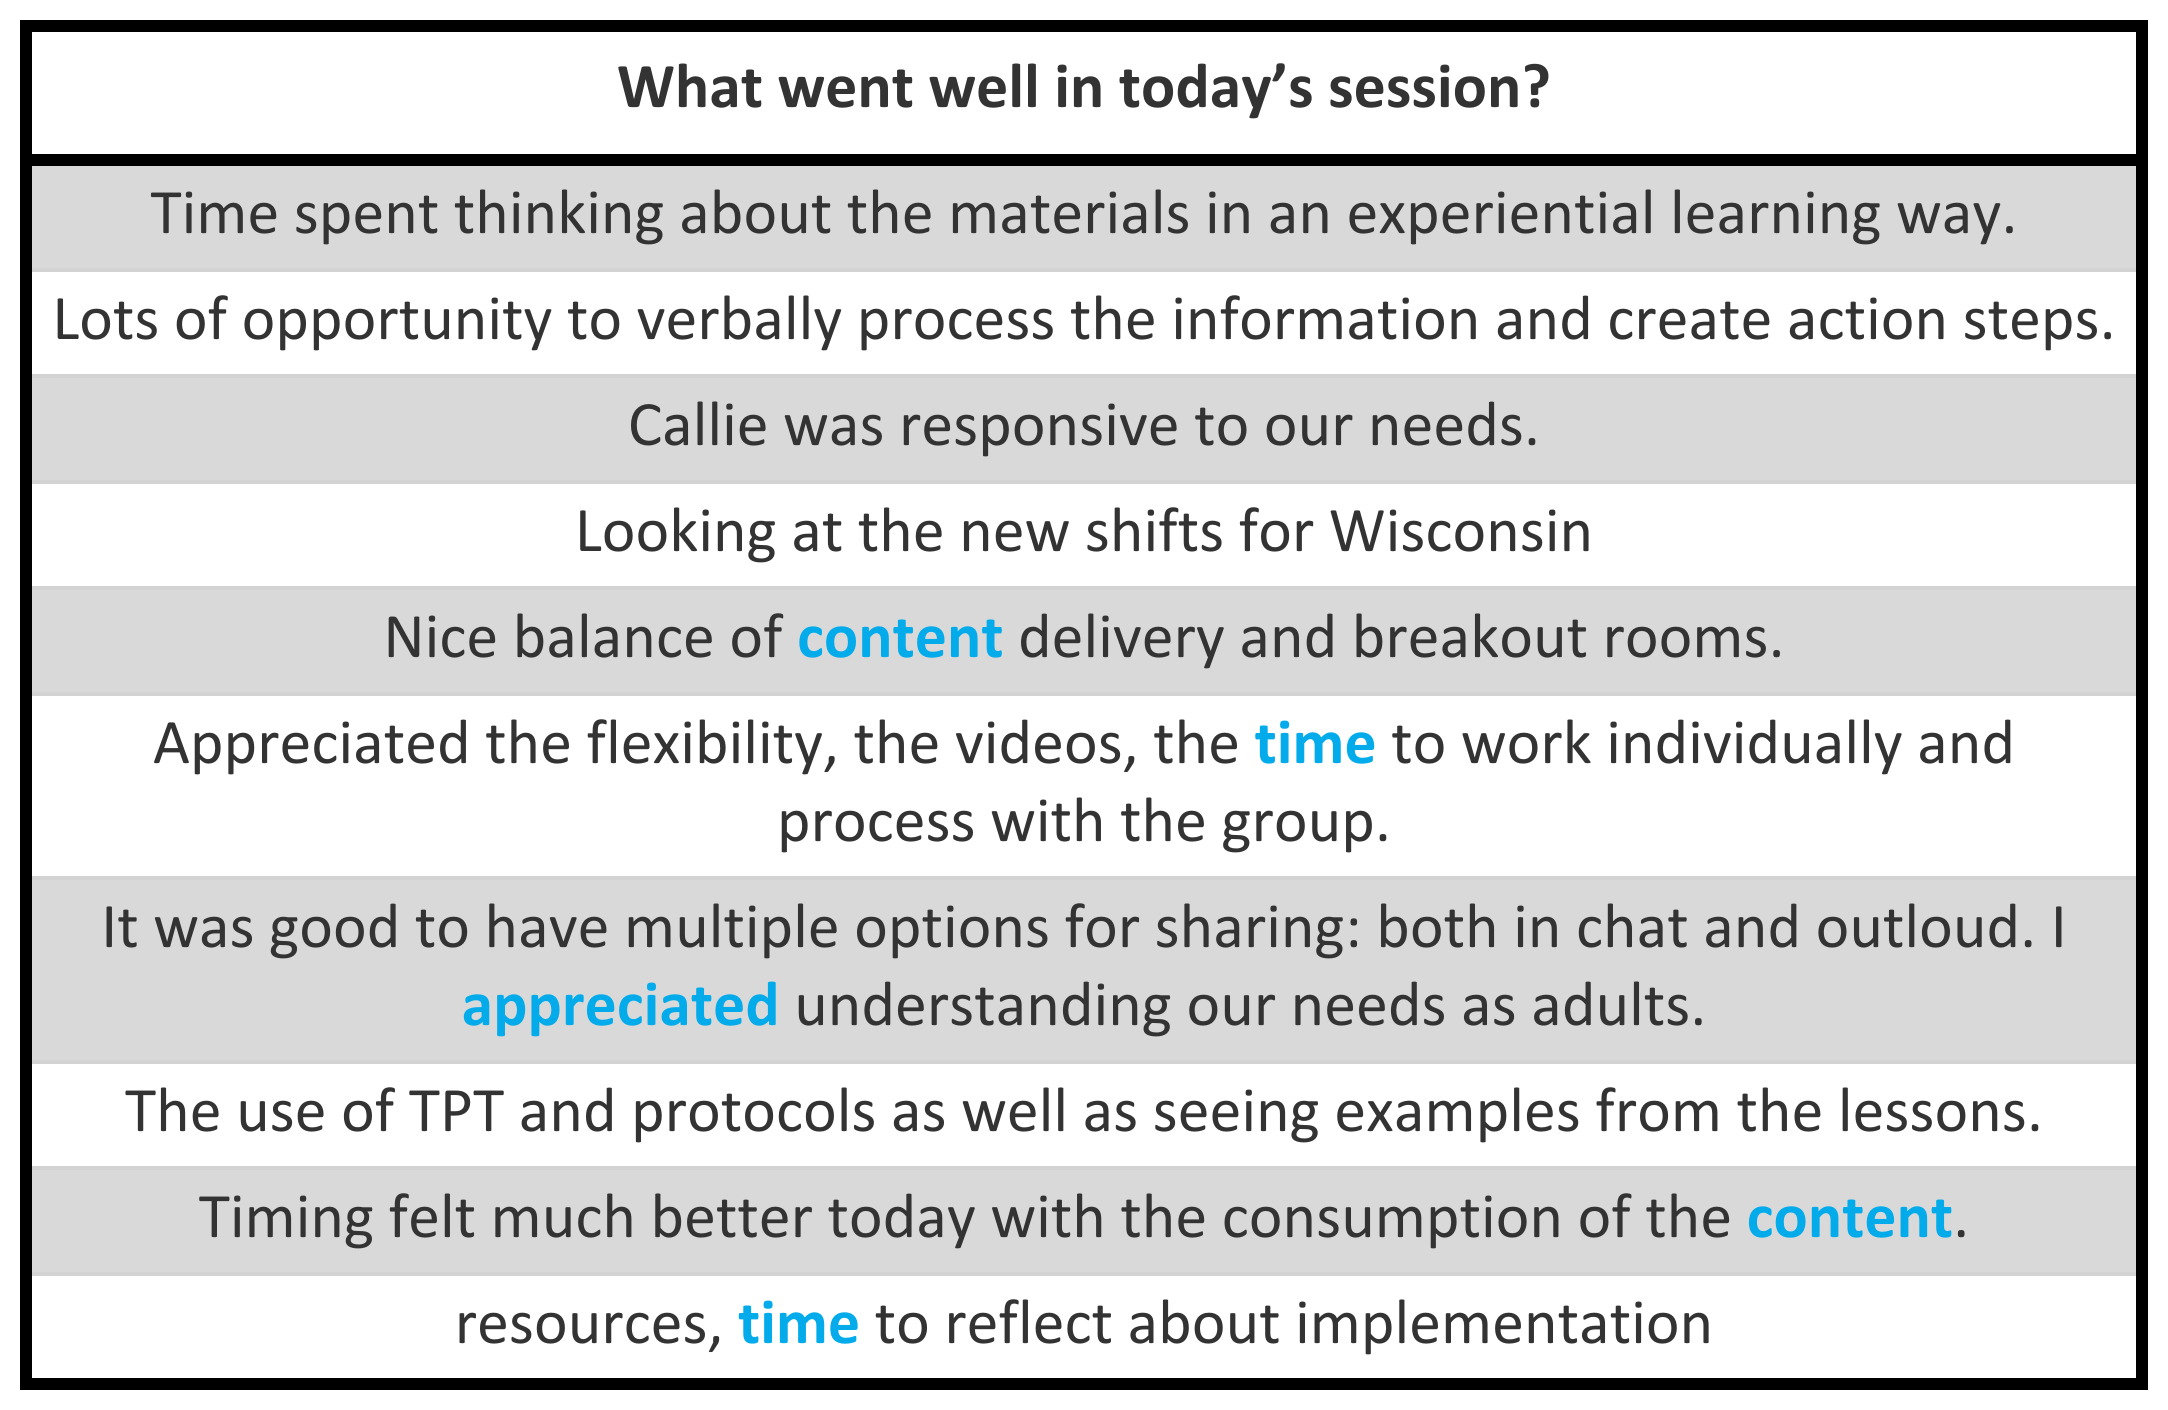 What went well in today’s session?
Time spent thinking about the materials in an experiential learning way.
Lots of opportunity to verbally process the information and create action steps.
Callie was responsive to our needs.
Looking at the new shifts for Wisconsin
Nice balance of content delivery and breakout rooms.
Appreciated the flexibility, the videos, the time to work individually and
process with the group.
It was good to have multiple options for sharing: both in chat and outloud. I
appreciated understanding our needs as adults.
The use of TPT and protocols as well as seeing examples from the lessons.
Timing felt much better today with the consumption of the content.
resources, time to reflect about implementation